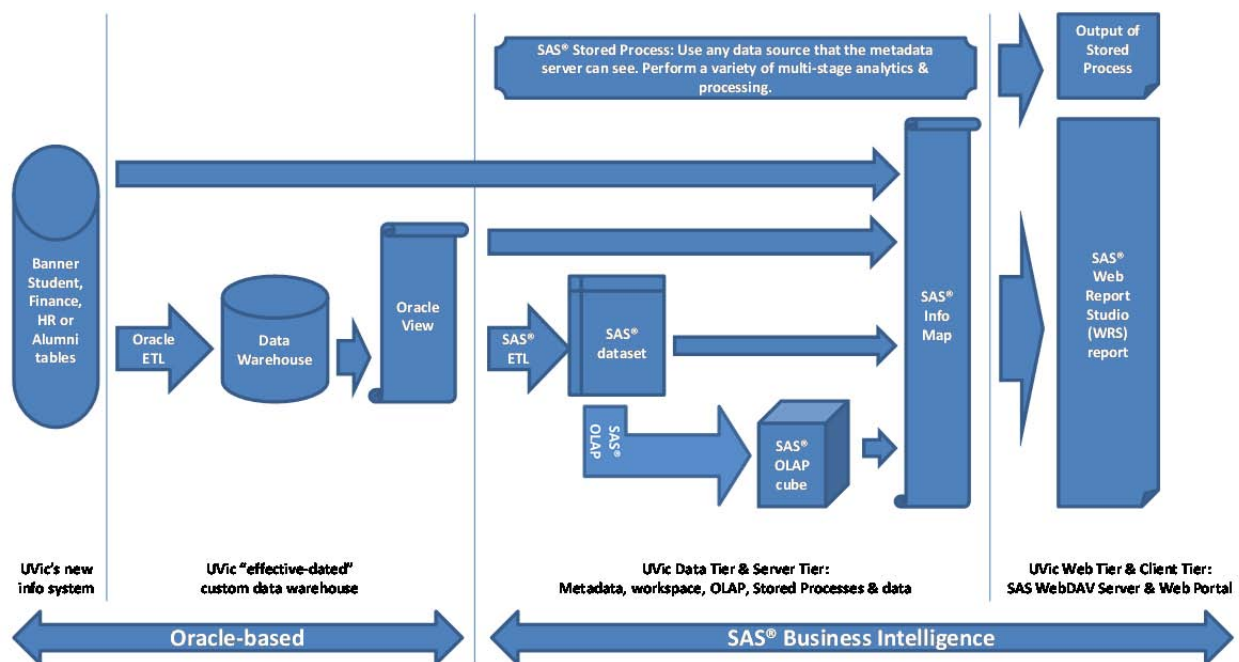 SAS® Stored Process: Use any data source that the metadata
server can see. Perform a variety of multi-stage analytics &
processing.
Output of
Stored
Process
Banner
Student,
Finance,
HR or
Alumni
tables
Oracle
ETL
Data
Warehouse
Oracle
View
SAS®
ETL
SAS®
dataset
SAS®
OLAP
SAS®
OLAP
cube
SAS®
Info
Map
SAS®
Web
Report
Studio
(WRS)
report
UVic's new
info system
UVic "effective-dated"
custom data warehouse
UVic Data Tier & Server Tier:
Metadata, workspace, OLAP, Stored Processes & data
UVic Web Tier & Client Tier:
SAS WebDAV Server & Web Portal
Oracle-based
SAS® Business Intelligence